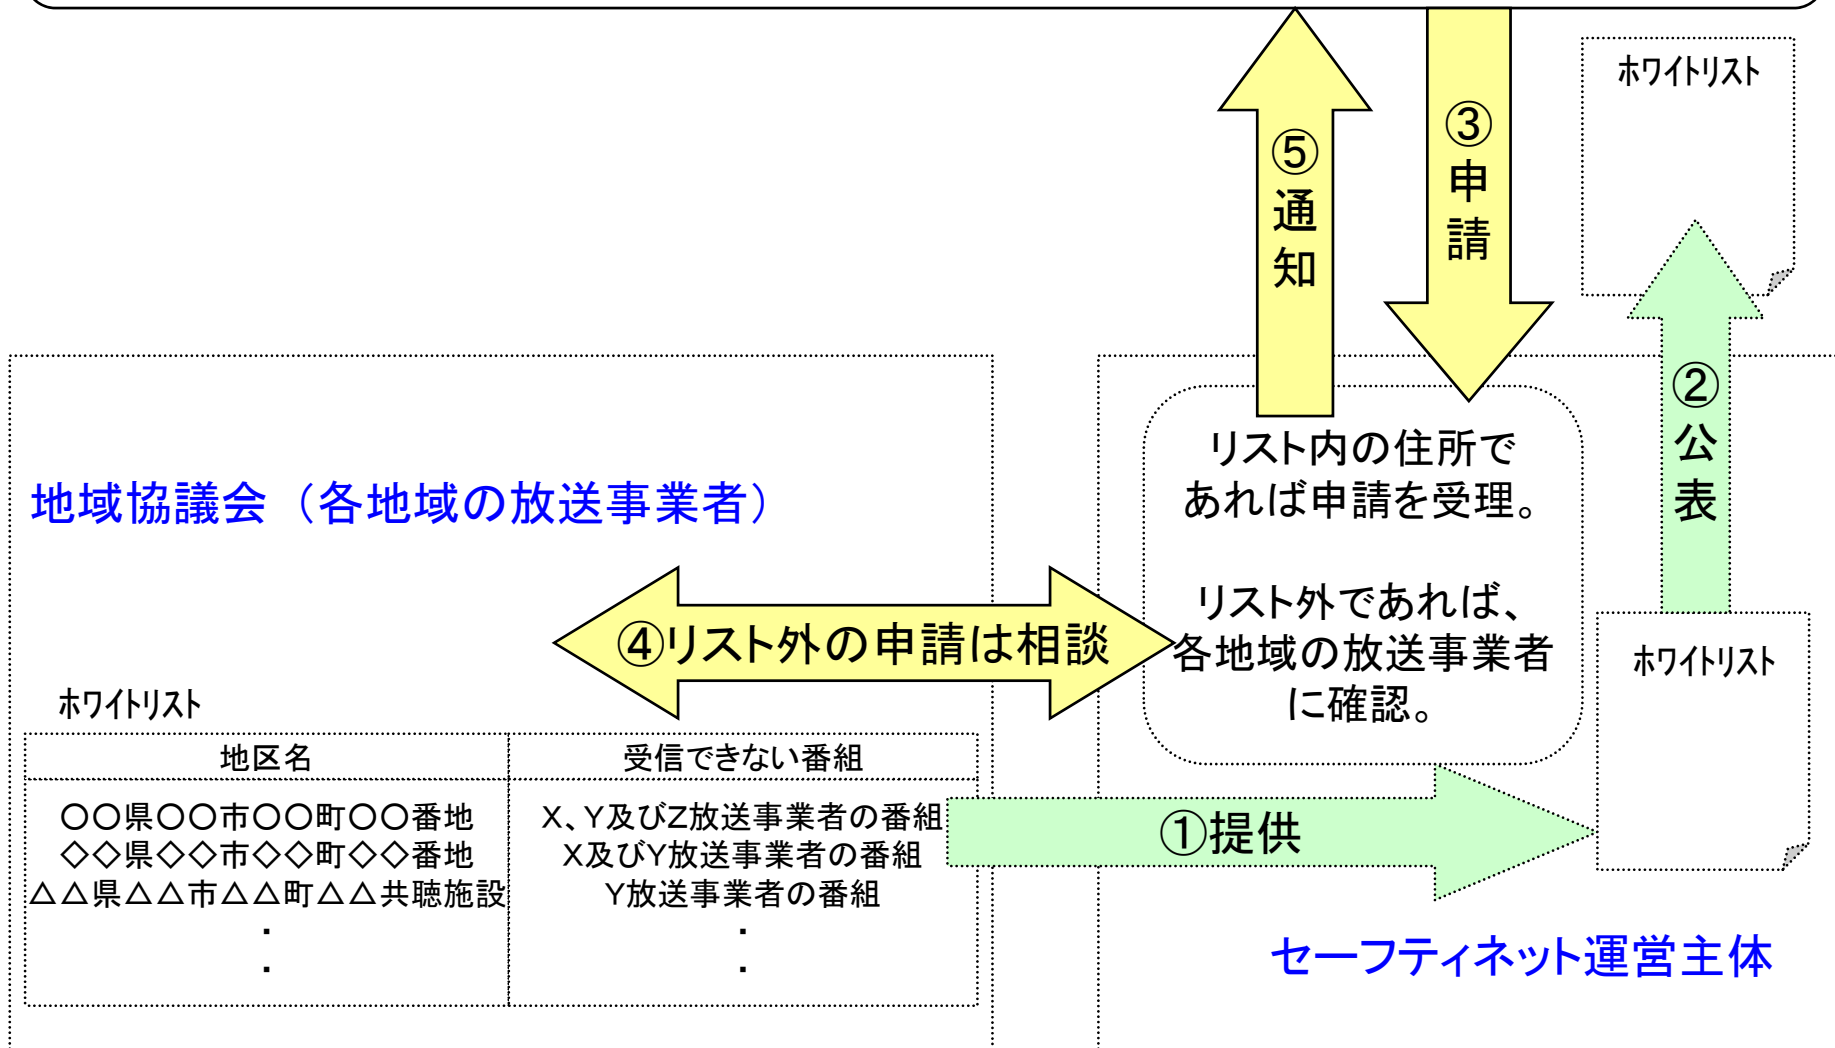 ホワイトリスト
⑤通知
③申請
②公表
リスト内の住所で
あれば申請を受理。
リスト外であれば、
各地域の放送事業者
に確認。
地域協議会（各地域の放送事業者）
④リスト外の申請は相談
ホワイトリスト
ホワイトリスト
地区名 受信できない番組
〇〇県〇〇市〇〇町〇〇番地 X、Y及びZ放送事業者の番組
◇◇県◇◇市◇◇町◇◇番地 X及びY放送事業者の番組
△△県△△市△△町△△共聴施設 Y放送事業者の番組
・ ・
・ ・
①提供
セーフティネット運営主体